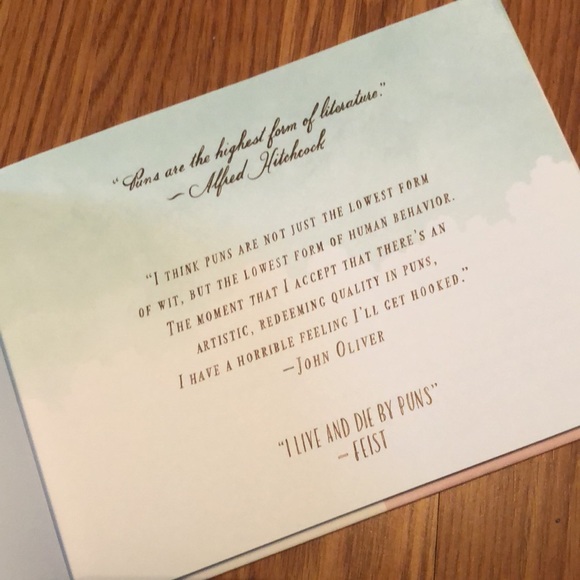 "Puns are the highest form of literature."
— Alfred Hitchcock
"I THINK PUNS ARE NOT JUST THE LOWEST FORM
OF WIT, BUT THE LOWEST FORM OF HUMAN BEHAVIOR.
THE MOMENT THAT I ACCEPT THAT THERE'S AN
ARTISTIC, REDEEMING QUALITY IN PUNS,
I HAVE A HORRIBLE FEELING I'LL GET HOOKED."
—JOHN OLIVER
"I LIVE AND DIE BY PUNS"
— FEIST